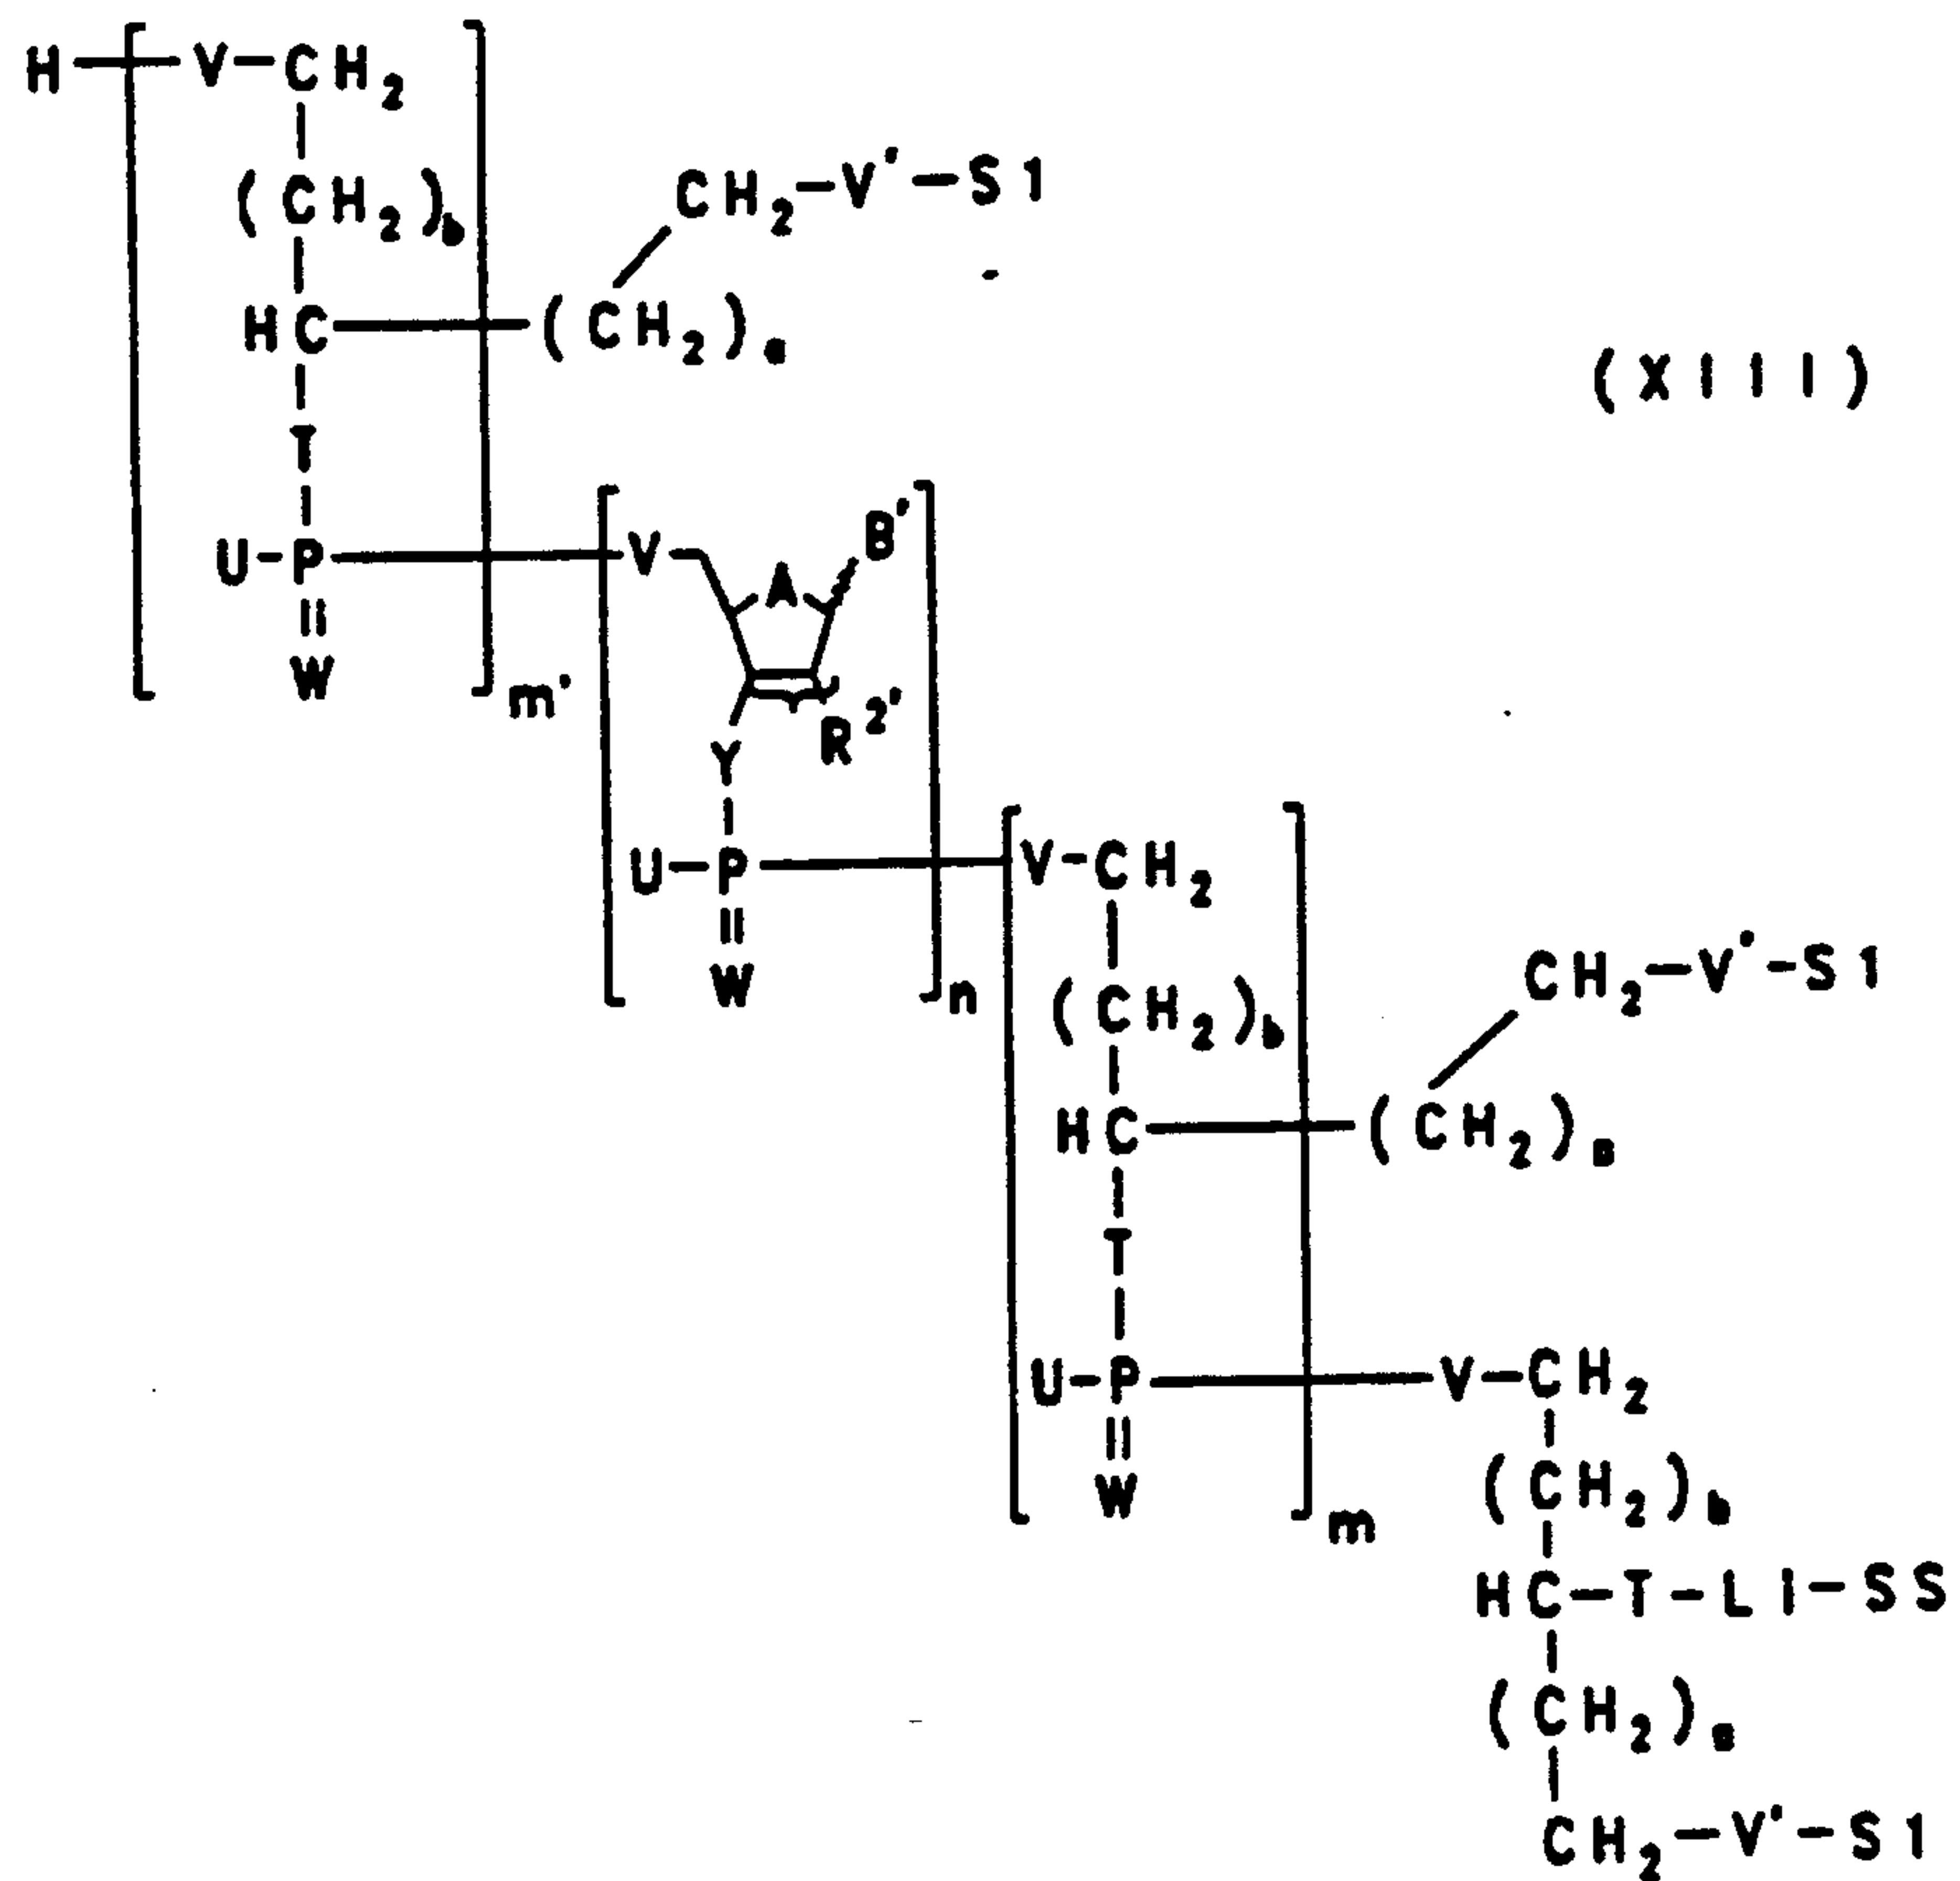 H V-CH2
(CH2)b CH2-V'-S1
HC (CH2)a
(XIII)
T
U-P V A B'
W m' R2'
Y
U-P V-CH2
W n
(CH2)b CH2-V'-S1
HC (CH2)a
T
U-P V-CH2
W m (CH2)b
HC-T-LI-SS
(CH2)a
CH2-V'-S1